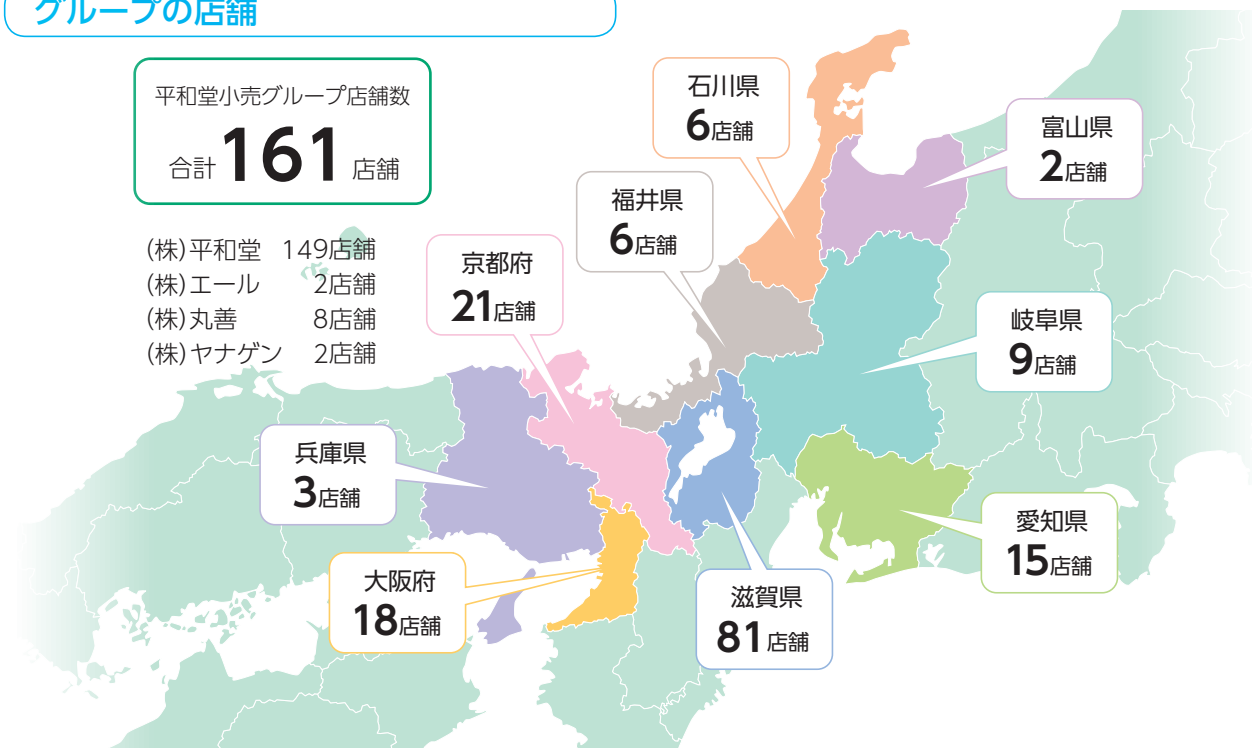 グループの店舗
平和堂小売グループ店舗数
合計 161 店舗
(株)平和堂 149店舗
(株)エール 2店舗
(株)丸善 8店舗
(株)ヤナゲン 2店舗
石川県
6店舗
富山県
2店舗
福井県
6店舗
京都府
21店舗
岐阜県
9店舗
兵庫県
3店舗
愛知県
15店舗
大阪府
18店舗
滋賀県
81店舗